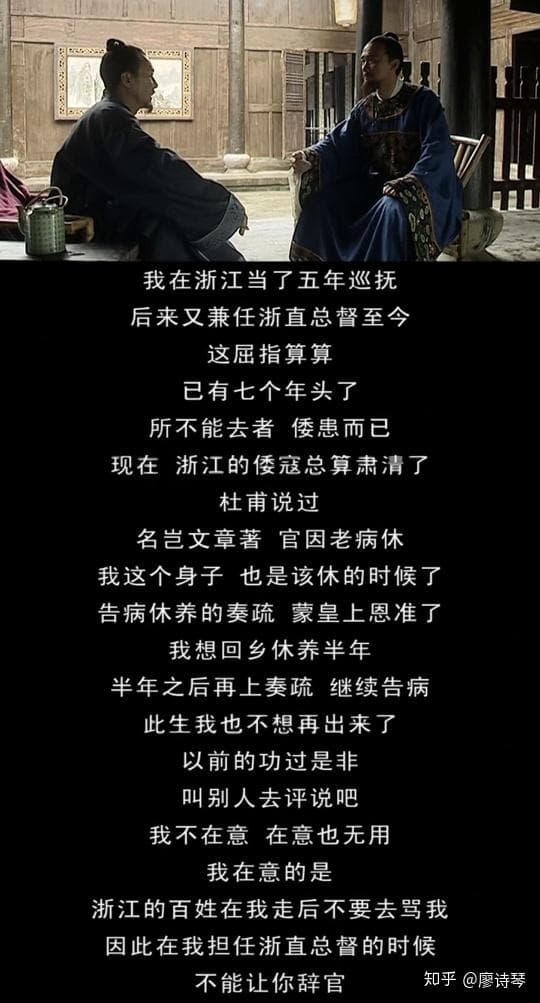 我在浙江当了五年巡抚
后来又兼任浙直总督至今
这屈指算算
已有七个年头了
所不能去者 倭患而已
现在 浙江的倭寇总算肃清了
杜甫说过
名岂文章著 官因老病休
我这个身子 也是该休的时候了
告病休养的奏疏 蒙皇上恩准了
我想回乡休养半年
半年之后再上奏疏 继续告病
此生我也不想再出来了
以前的功过是非
叫别人去评说吧
我不在意 在意也无用
我在意的是
浙江的百姓在我走后不要去骂我
因此在我担任浙直总督的时候
不能让你辞官
知乎 @廖诗琴